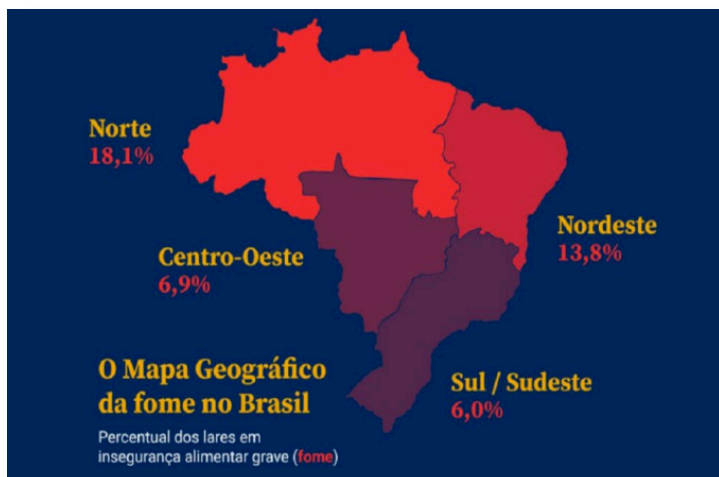 Norte
18,1%
Nordeste
13,8%
Centro-Oeste
6,9%
Sul / Sudeste
6,0%
O Mapa Geográfico
da fome no Brasil
Percentual dos lares em
insegurança alimentar grave (fome)